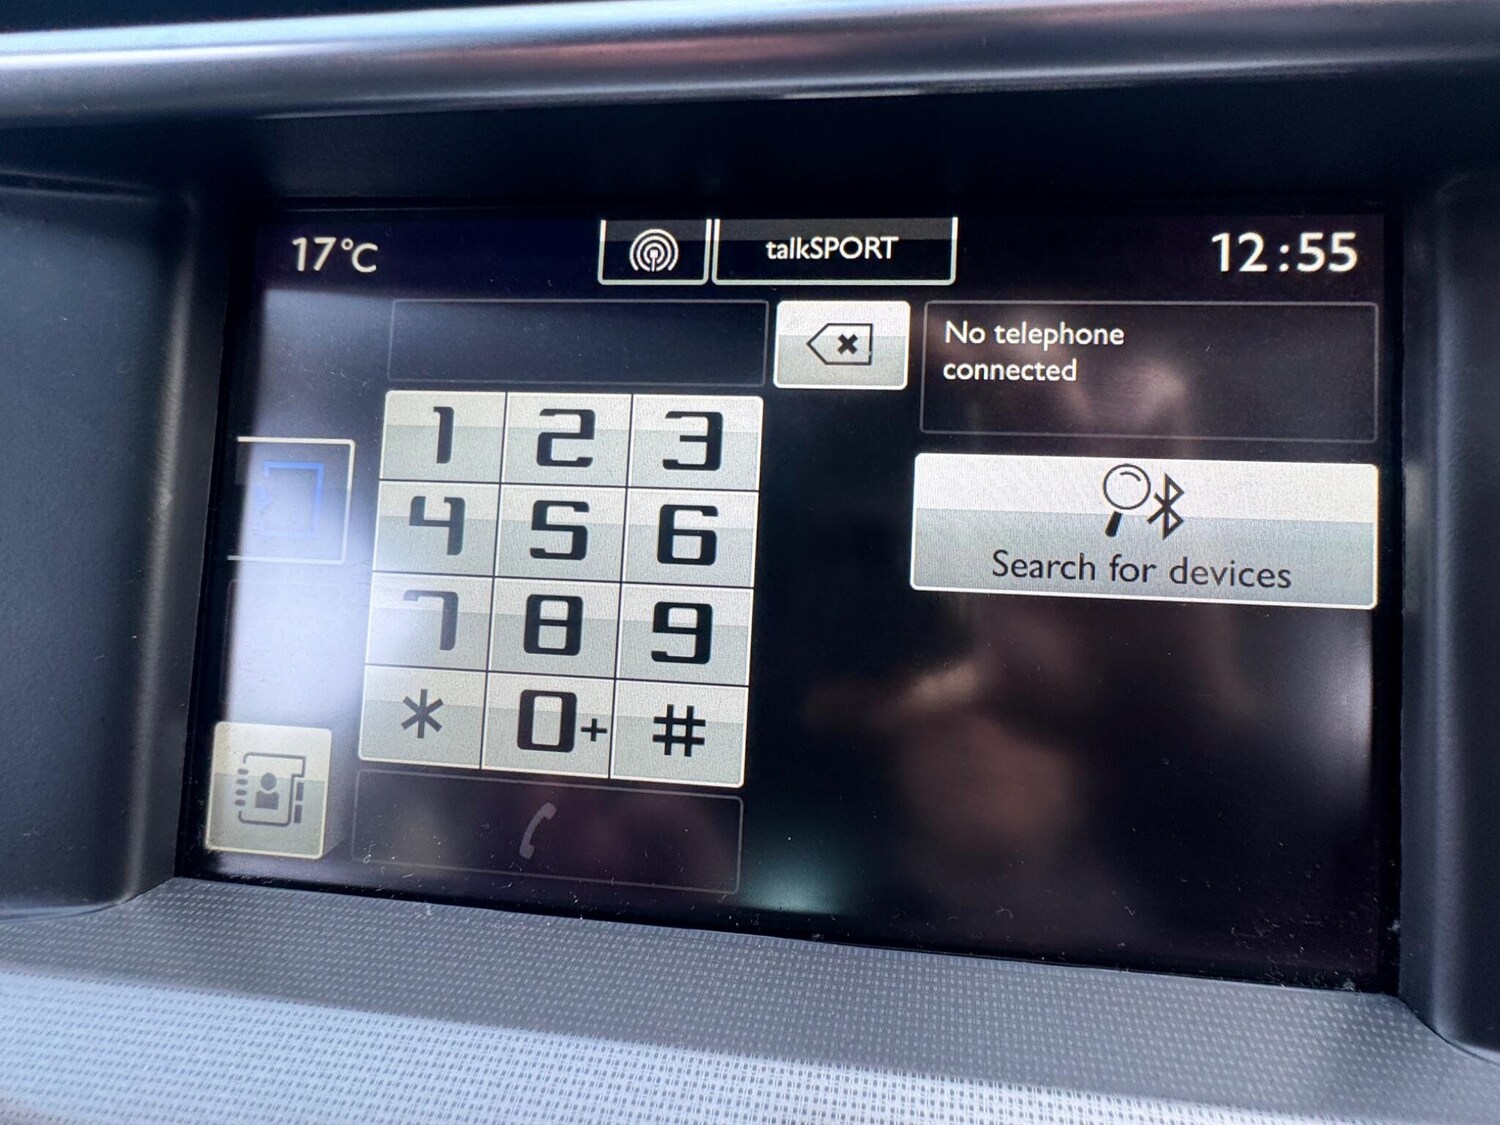 17°C
talkSPORT
12:55
No telephone
connected
1 2 3
4 5 6
7 8 9
* 0+ #
Search for devices